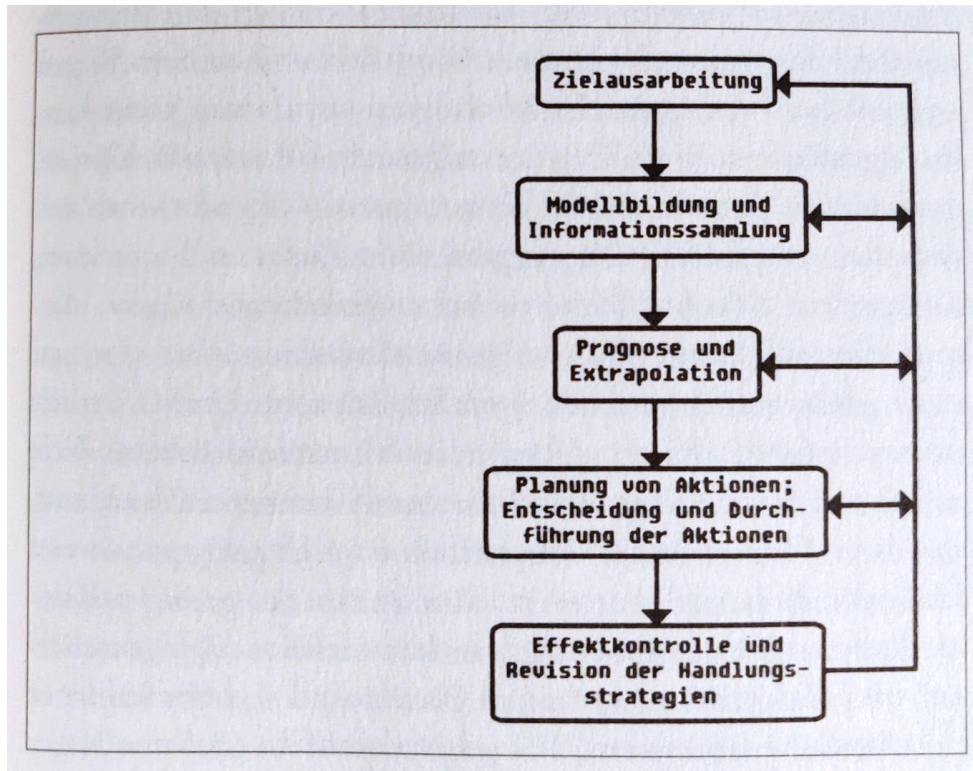 Zielausarbeitung
Modellbildung und
Informationssammlung
Prognose und
Extrapolation
Planung von Aktionen;
Entscheidung und Durch-
führung der Aktionen
Effektkontrolle und
Revision der Handlungs-
strategien